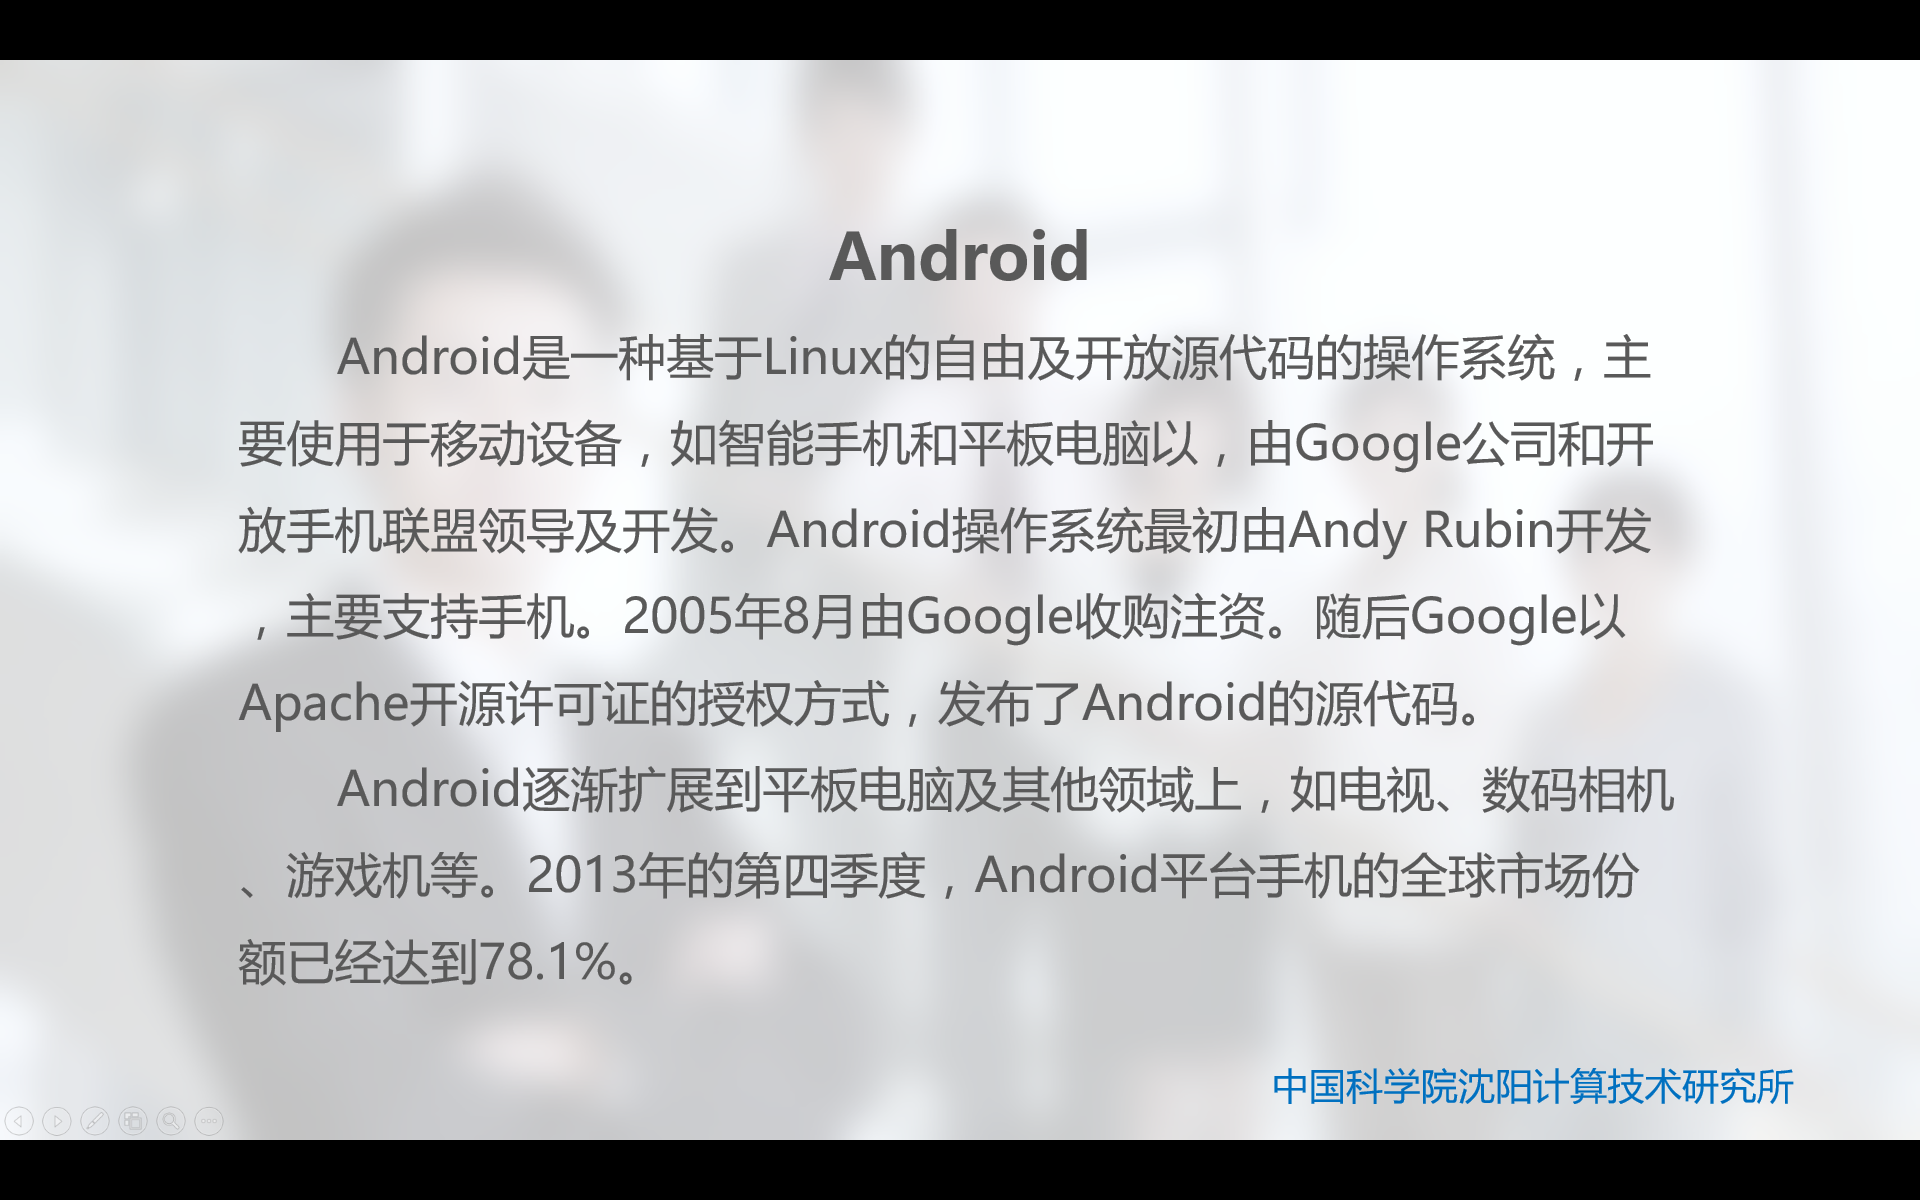 Android
Android是一种基于Linux的自由及开放源代码的操作系统，主
要使用于移动设备，如智能手机和平板电脑以，由Google公司和开
放手机联盟领导及开发。Android操作系统最初由Andy Rubin开发
，主要支持手机。2005年8月由Google收购注资。随后Google以
Apache开源许可证的授权方式，发布了Android的源代码。
Android逐渐扩展到平板电脑及其他领域上，如电视、数码相机
、游戏机等。2013年的第四季度，Android平台手机的全球市场份
额已经达到78.1%。
中国科学院沈阳计算技术研究所